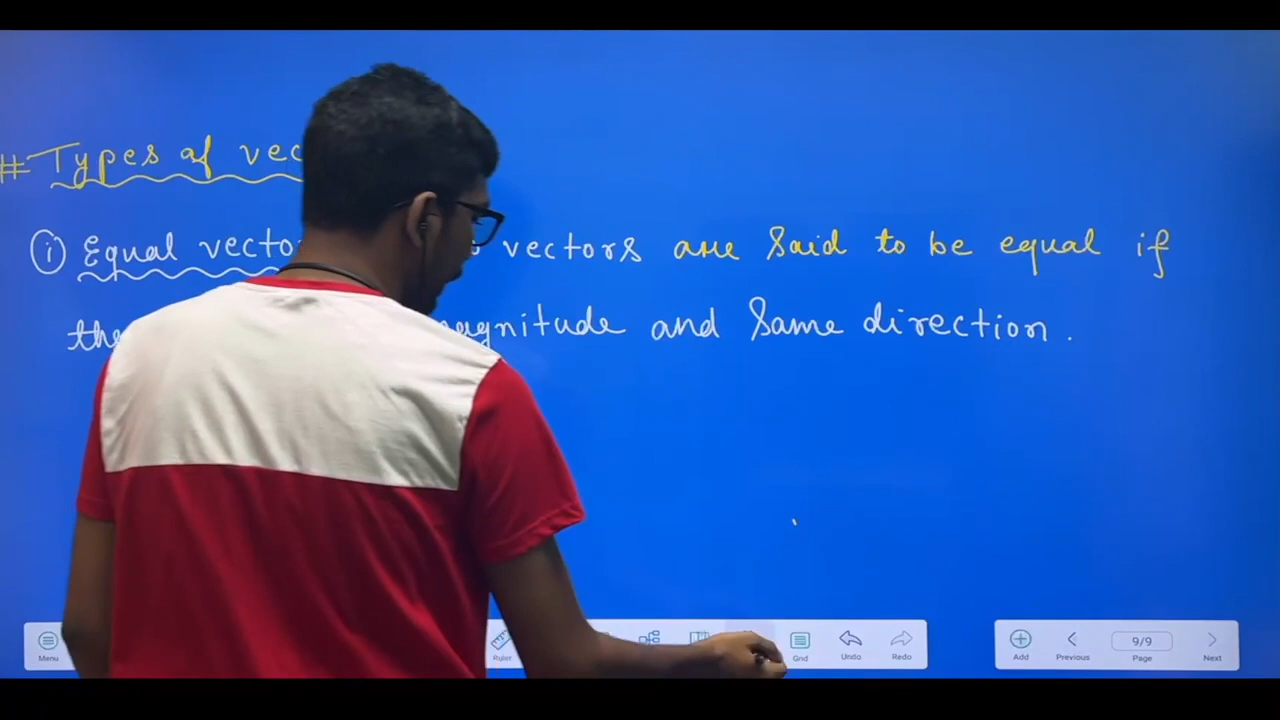 # Types of vec
(i) Equal vecto vectors are said to be equal if
the magnitude and same direction.
Menu Ruler Grid Undo Redo Add Previous 9/9 Page Next